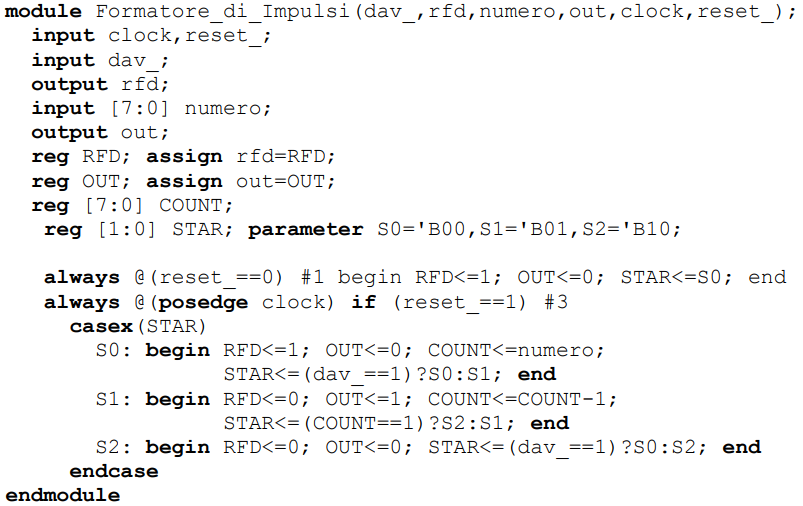 module Formatore_di_Impulsi(dav_,rfd,numero,out,clock,reset_);
input clock,reset_;
input dav_;
output rfd;
input [7:0] numero;
output out;
reg RFD; assign rfd=RFD;
reg OUT; assign out=OUT;
reg [7:0] COUNT;
reg [1:0] STAR; parameter S0='B00,S1='B01,S2='B10;
always @(reset_==0) #1 begin RFD<=1; OUT<=0; STAR<=S0; end
always @(posedge clock) if (reset_==1) #3
casex(STAR)
S0: begin RFD<=1; OUT<=0; COUNT<=numero;
STAR<=(dav_==1)?S0:S1; end
S1: begin RFD<=0; OUT<=1; COUNT<=COUNT-1;
STAR<=(COUNT==1)?S2:S1; end
S2: begin RFD<=0; OUT<=0; STAR<=(dav_==1)?S0:S2; end
endcase
endmodule